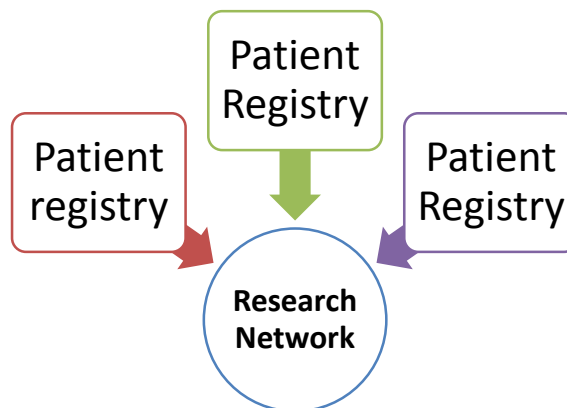 Patient
Registry
Patient
registry
Patient
Registry
Research
Network